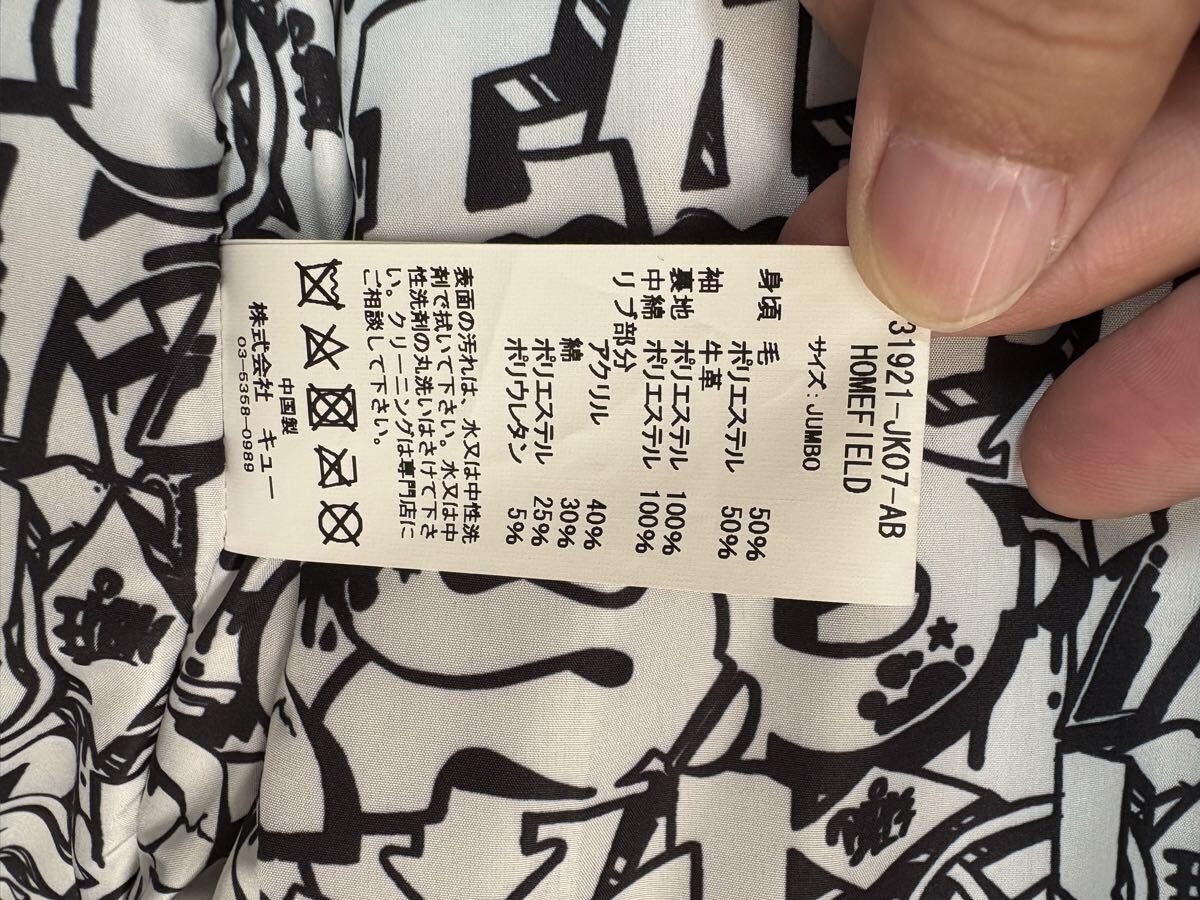 31921-JK07-AB
HOMEFIELD
サイズ：JUMBO
身頃 毛 50%
ポリエステル 50%
袖 牛革
裏地 ポリエステル 100%
中綿 ポリエステル 100%
リブ部分
アクリル 40%
綿 30%
ポリエステル 25%
ポリウレタン 5%
表面の汚れは、水又は中性洗
剤で拭いて下さい。水又は中
性洗剤の丸洗いはさけて下さ
い。クリーニングは専門店に
ご相談して下さい。
中国製
株式会社 キュー
03-5358-0989